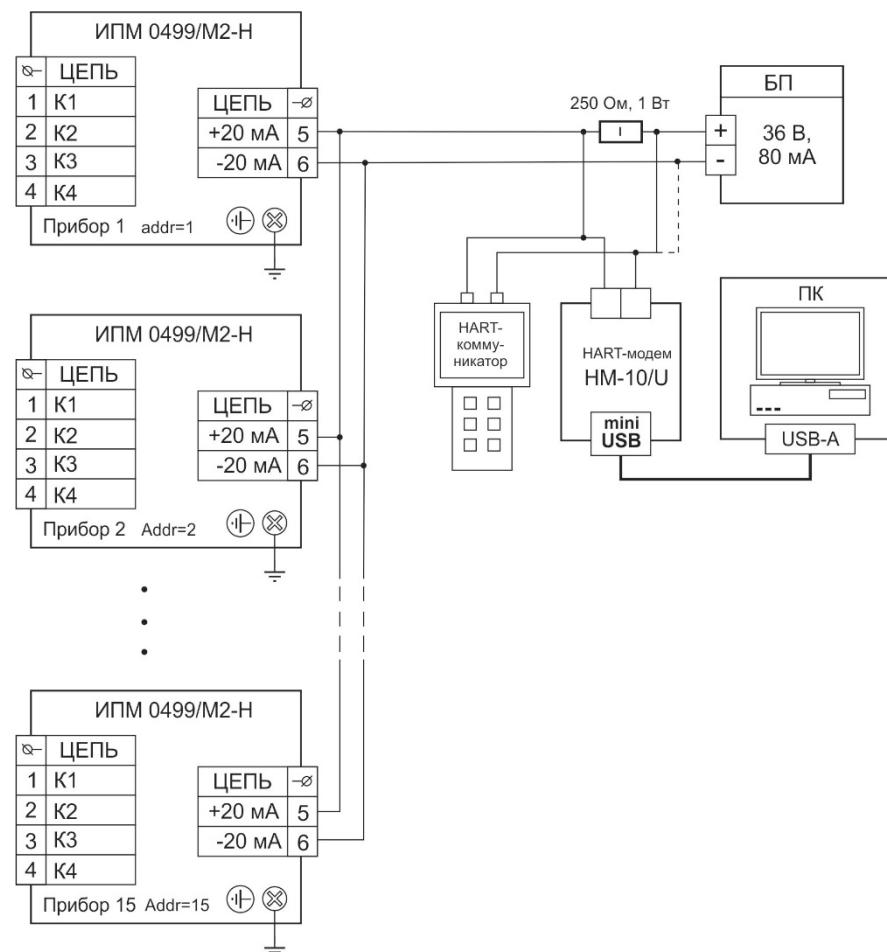 ИПМ 0499/М2-Н
ЦЕПЬ
1 К1
2 К2
3 К3
4 К4
ЦЕПЬ
+20 мА 5
-20 мА 6
Прибор 1 addr=1
250 Ом, 1 Вт
БП
+
-
36 В,
80 мА
ИПМ 0499/М2-Н
ЦЕПЬ
1 К1
2 К2
3 К3
4 К4
ЦЕПЬ
+20 мА 5
-20 мА 6
Прибор 2 Addr=2
HART-
комму-
никатор
HART-модем
HM-10/U
mini
USB
ПК
USB-A
ИПМ 0499/М2-Н
ЦЕПЬ
1 К1
2 К2
3 К3
4 К4
ЦЕПЬ
+20 мА 5
-20 мА 6
Прибор 15 Addr=15